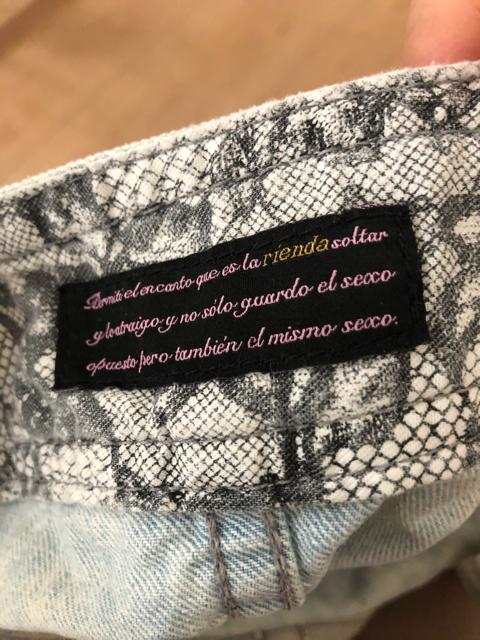 Permití el encanto que es la rienda soltar
y lo atraigo y no sólo guardo el sexo
opuesto pero también el mismo sexo.